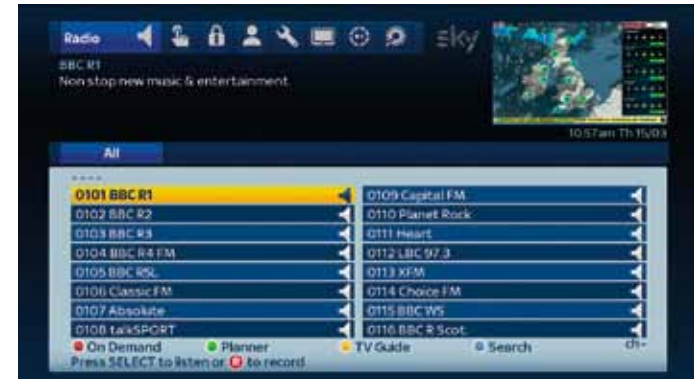 Radio
sky
BBC R1
Non stop new music & entertainment.
10.57am Th 15/03
All
0101 BBC R1
0102 BBC R2
0103 BBC R3
0104 BBC R4 FM
0105 BBC R5L
0106 Classic FM
0107 Absolute
0108 talkSPORT
0109 Capital FM
0110 Planet Rock
0111 Heart
0112 LBC 97.3
0113 XFM
0114 Choice FM
0115 BBC WS
0116 BBC R Scot.
On Demand Planner TV Guide Search ch-
Press SELECT to listen or R to record